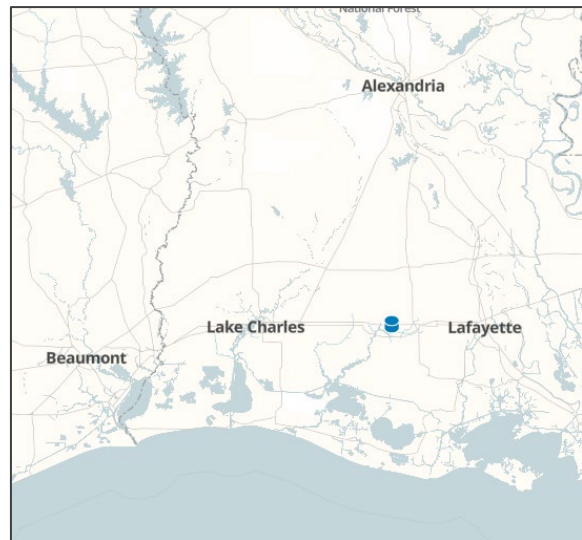 National Forest
Alexandria
Lake Charles
Lafayette
Beaumont